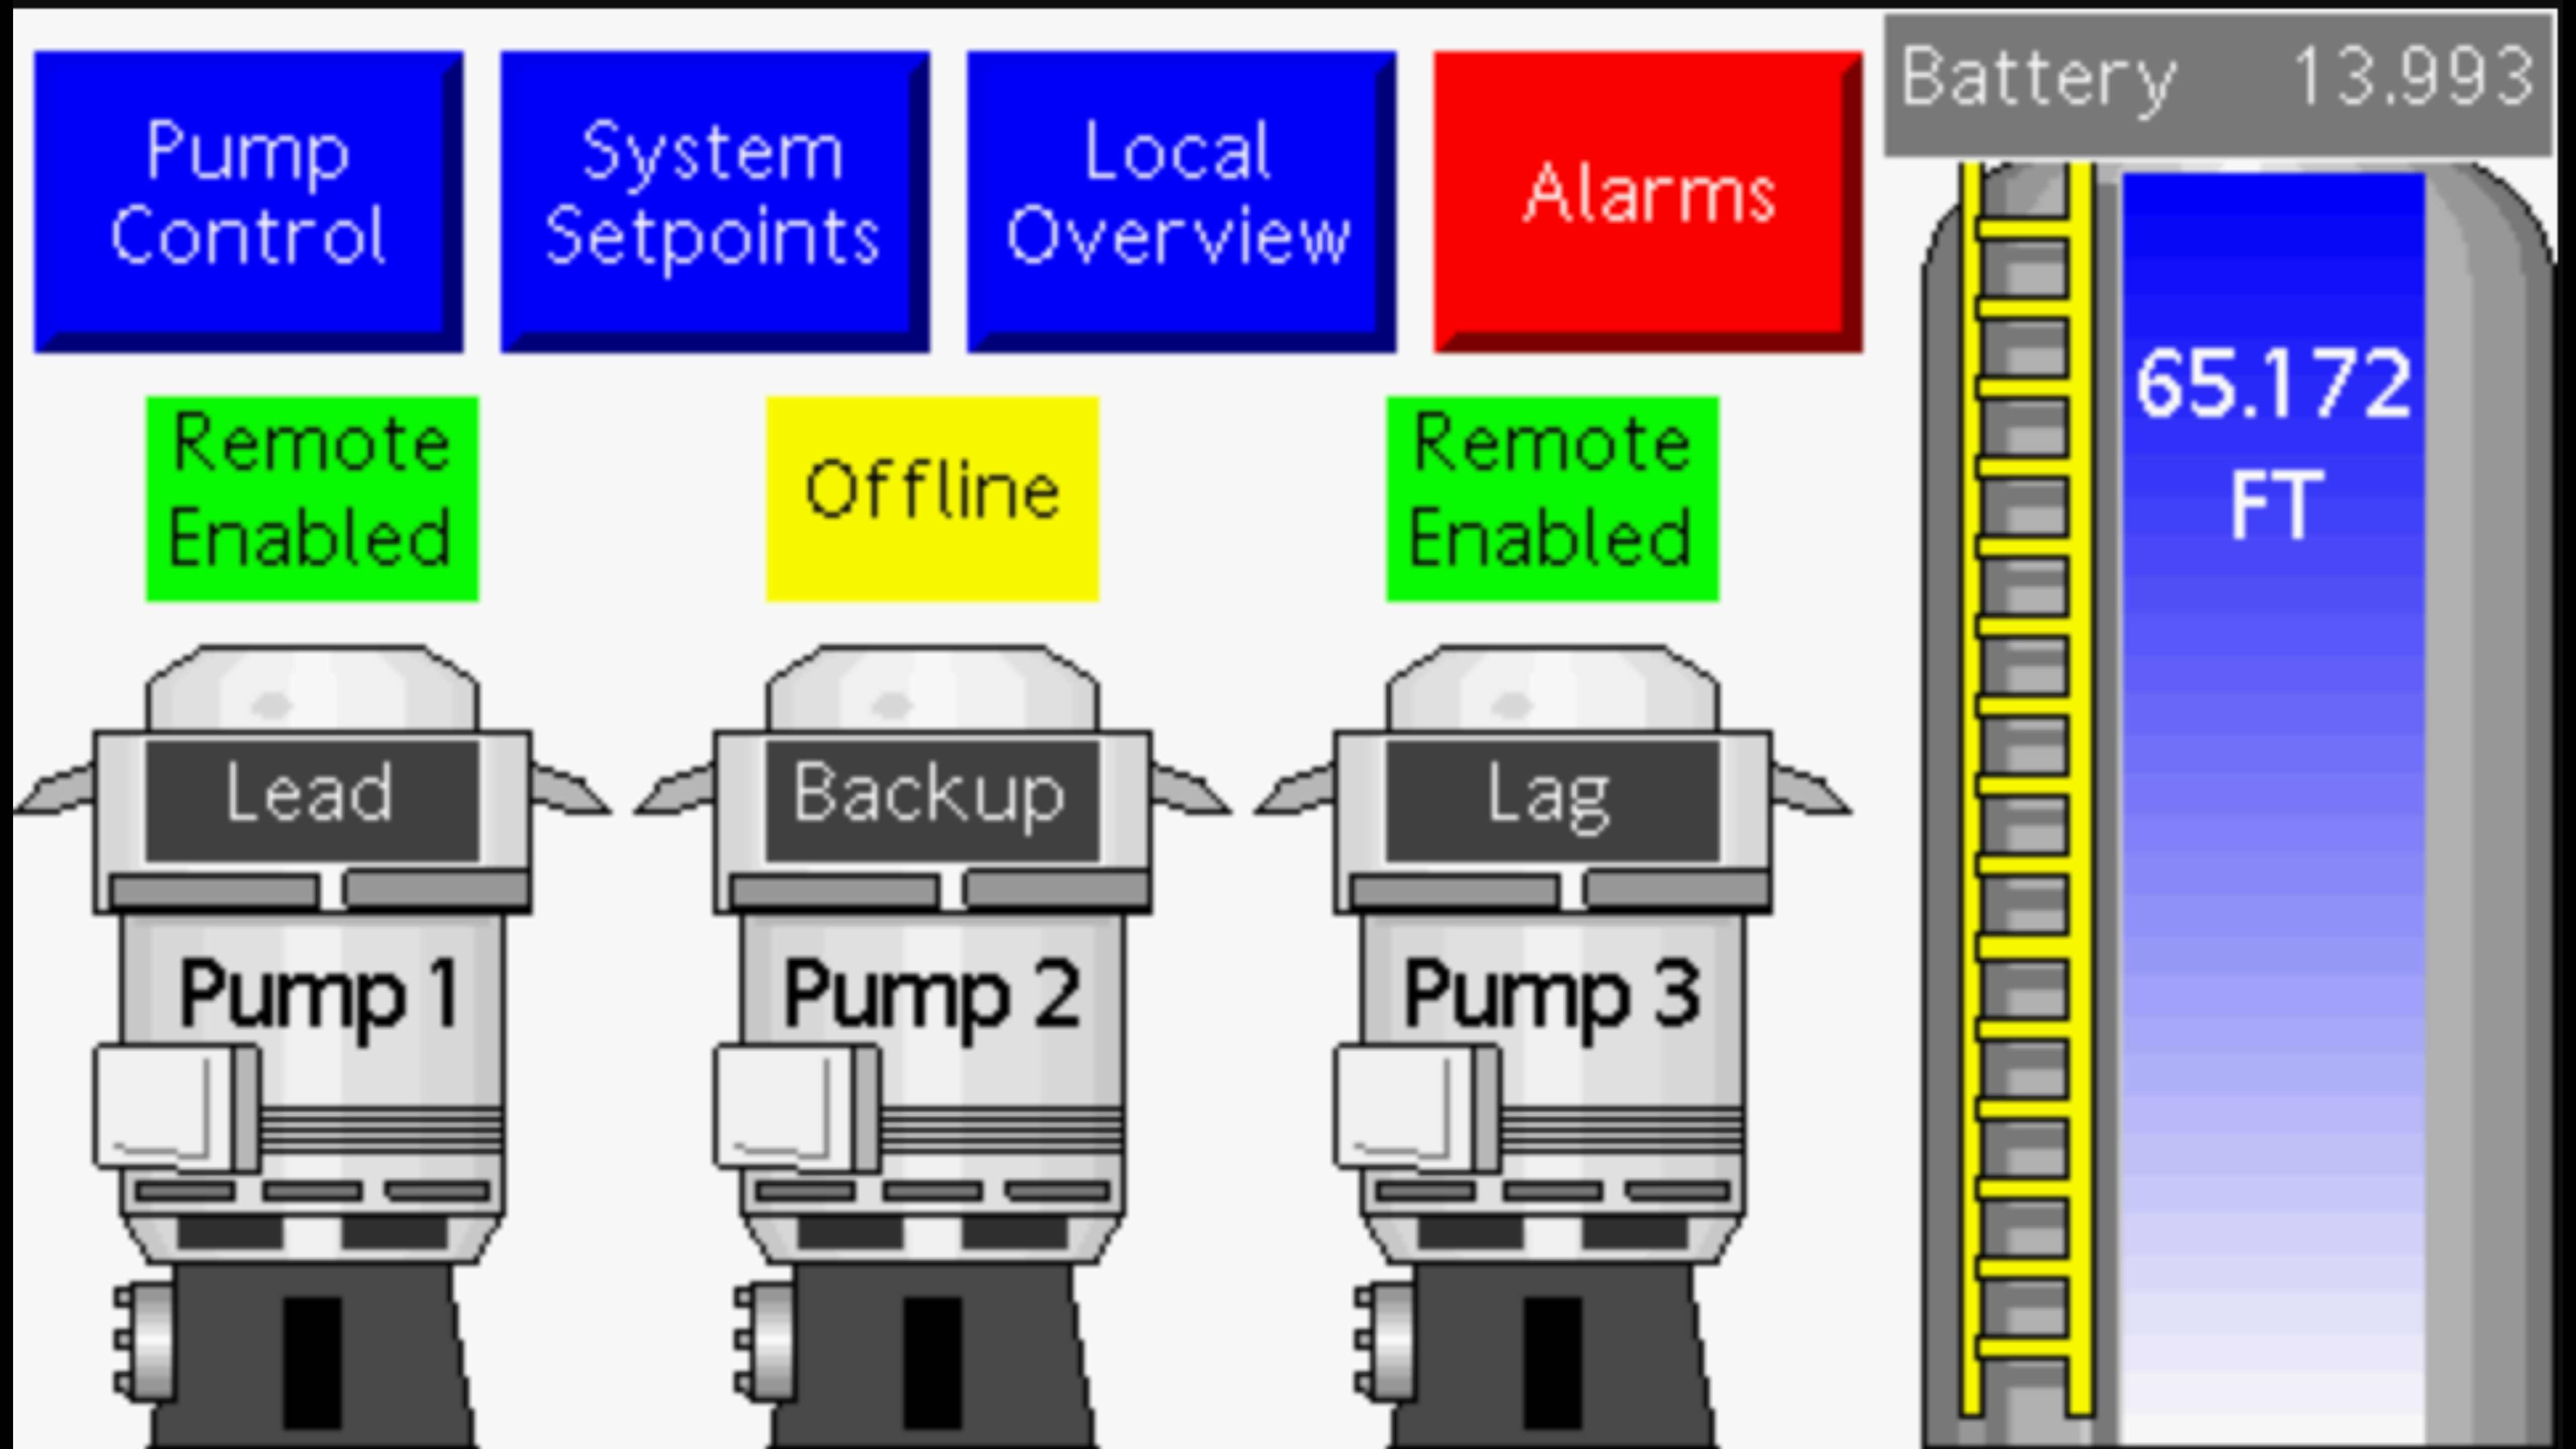 Pump
Control
System
Setpoints
Local
Overview
Alarms
Battery 13.993
65.172
FT
Remote
Enabled
Offline
Remote
Enabled
Lead
Backup
Lag
Pump 1
Pump 2
Pump 3